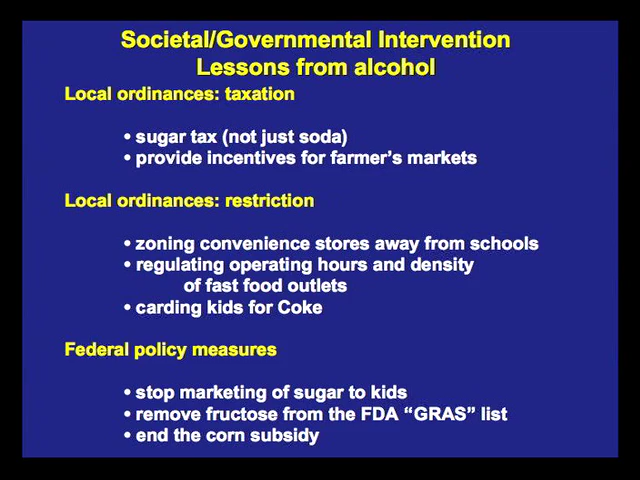 Societal/Governmental Intervention
Lessons from alcohol
Local ordinances: taxation
• sugar tax (not just soda)
• provide incentives for farmer's markets
Local ordinances: restriction
• zoning convenience stores away from schools
• regulating operating hours and density
of fast food outlets
• carding kids for Coke
Federal policy measures
• stop marketing of sugar to kids
• remove fructose from the FDA “GRAS” list
• end the corn subsidy